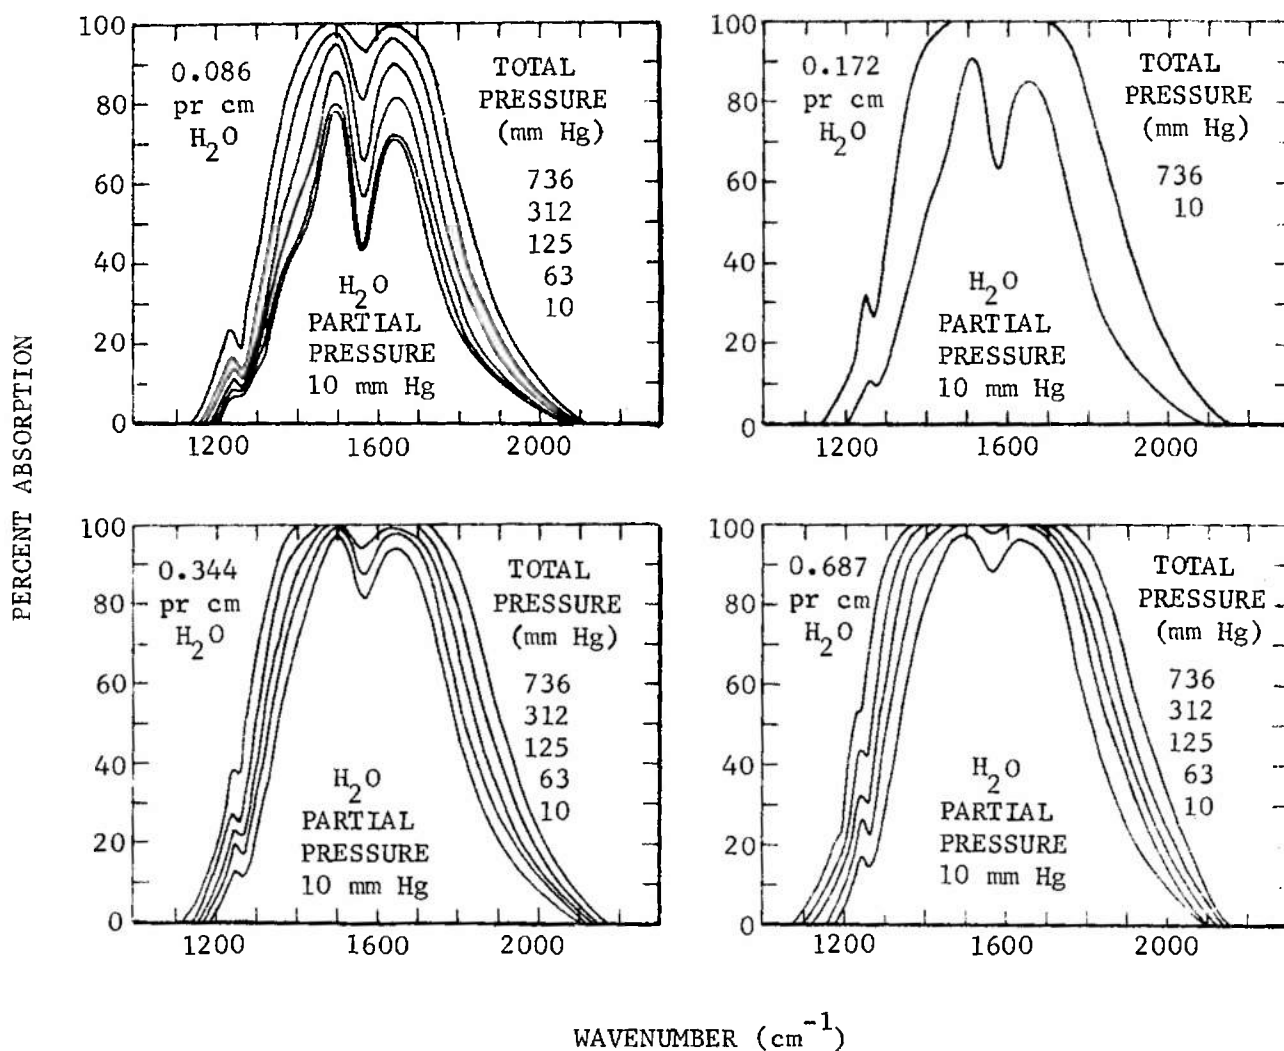 PERCENT ABSORPTION
100
80
60
40
20
0
0.086
pr cm
H2O
TOTAL
PRESSURE
(mm Hg)
736
312
125
63
10
H2O
PARTIAL
PRESSURE
10 mm Hg
1200 1600 2000
100
80
60
40
20
0
0.172
pr cm
H2O
TOTAL
PRESSURE
(mm Hg)
736
10
H2O
PARTIAL
PRESSURE
10 mm Hg
1200 1600 2000
100
80
60
40
20
0
0.344
pr cm
H2O
TOTAL
PRESSURE
(mm Hg)
736
312
125
63
10
H2O
PARTIAL
PRESSURE
10 mm Hg
1200 1600 2000
100
80
60
40
20
0
0.687
pr cm
H2O
TOTAL
PRESSURE
(mm Hg)
736
312
125
63
10
H2O
PARTIAL
PRESSURE
10 mm Hg
1200 1600 2000
WAVENUMBER (cm⁻¹)